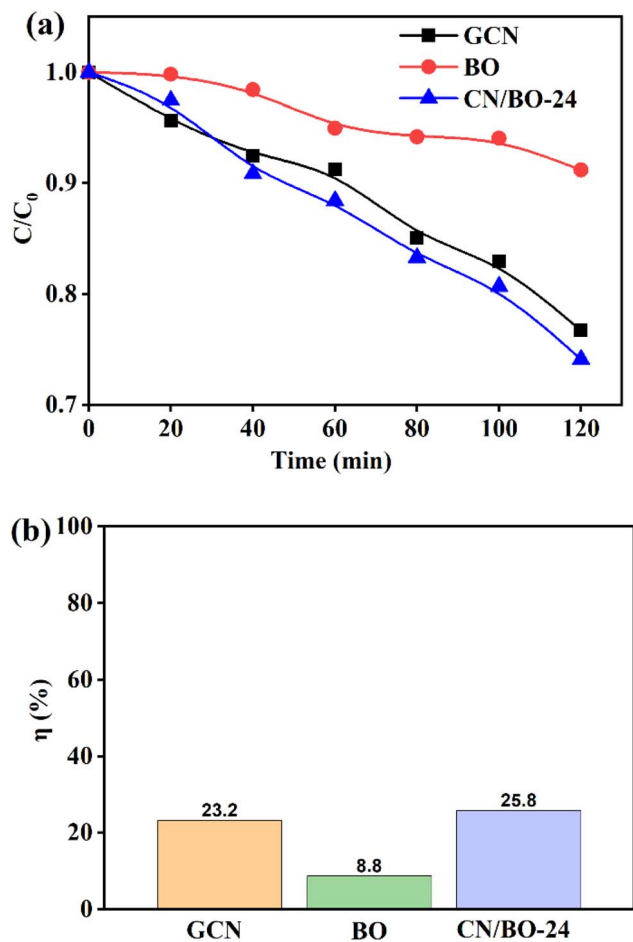 (a)
GCN
BO
CN/BO-24
1.0
0.9
0.8
0.7
C/C₀
0 20 40 60 80 100 120
Time (min)
(b)
100
80
60
40
20
0
η (%)
23.2
8.8
25.8
GCN BO CN/BO-24